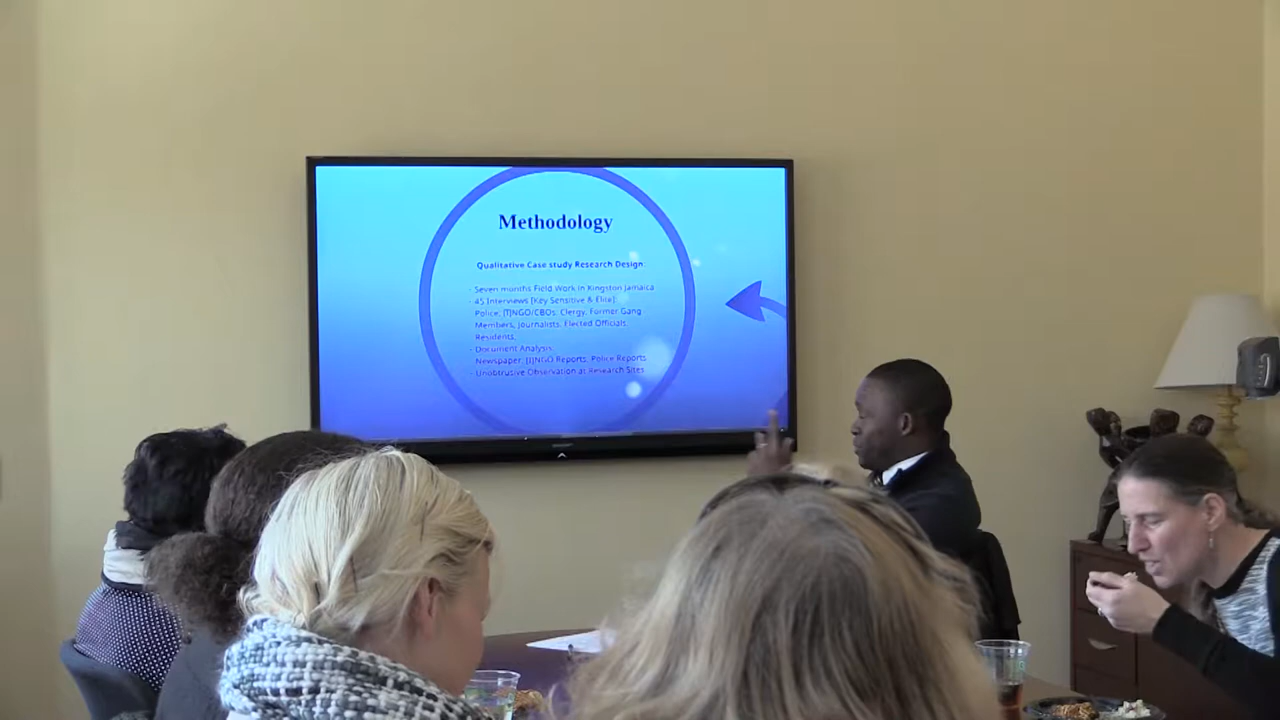 Methodology
Qualitative Case study Research Design:
- Seven months Field Work in Kingston Jamaica
- 45 Interviews [Key Sensitive & Elite]:
Police, [I]NGO/CBOs, Clergy, Former Gang
Members, Journalists, Elected Officials,
Residents.
- Document Analysis:
Newspaper, [I]NGO Reports, Police Reports
- Unobtrusive Observation at Research Sites